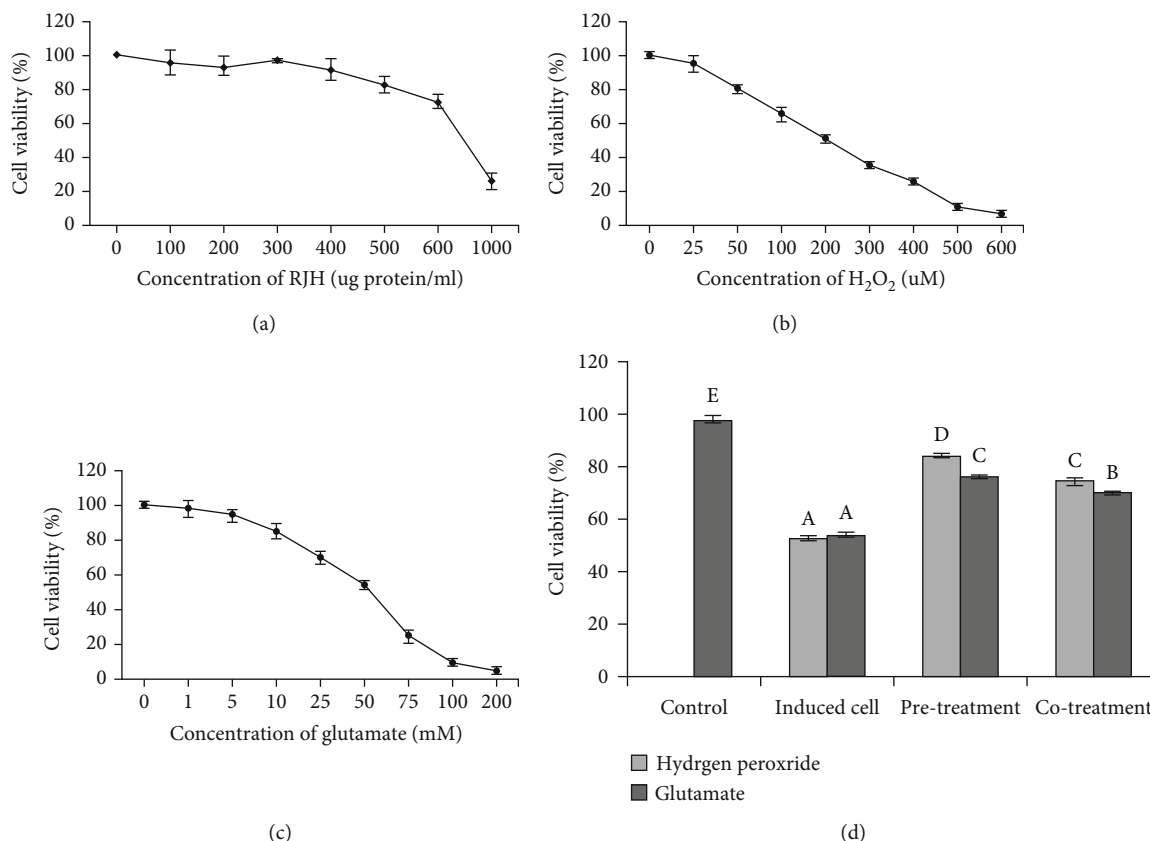 120
100
80
60
40
20
0
Cell viability (%)
0 100 200 300 400 500 600 1000
Concentration of RJH (ug protein/ml)
(a)
120
100
80
60
40
20
0
Cell viability (%)
0 25 50 100 200 300 400 500 600
Concentration of H₂O₂ (uM)
(b)
120
100
80
60
40
20
0
Cell viability (%)
0 1 5 10 25 50 75 100 200
Concentration of glutamate (mM)
(c)
120
100
80
60
40
20
0
Cell viability (%)
E
A A
D C
C B
Control Induced cell Pre-treatment Co-treatment
Hydrgen peroxride
Glutamate
(d)